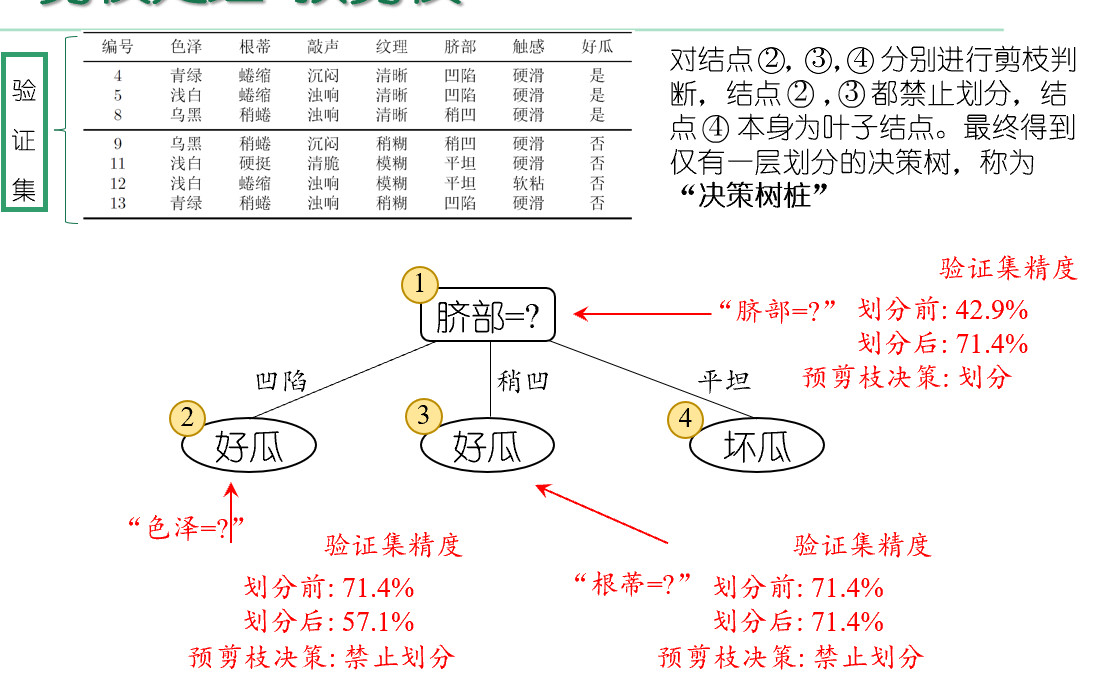 验证集
编号 色泽 根蒂 敲声 纹理 脐部 触感 好瓜
4 青绿 蜷缩 沉闷 清晰 凹陷 硬滑 是
5 浅白 蜷缩 浊响 清晰 凹陷 硬滑 是
8 乌黑 稍蜷 浊响 清晰 稍凹 硬滑 是
9 乌黑 稍蜷 沉闷 稍糊 稍凹 硬滑 否
11 浅白 硬挺 清脆 模糊 平坦 硬滑 否
12 浅白 蜷缩 浊响 模糊 平坦 软粘 否
13 青绿 稍蜷 浊响 稍糊 凹陷 硬滑 否
对结点②，③,④ 分别进行剪枝判
断，结点② ,③ 都禁止划分，结
点④ 本身为叶子结点。最终得到
仅有一层划分的决策树，称为
“决策树桩”
验证集精度
1
脐部=?
“脐部=?” 划分前: 42.9%
划分后: 71.4%
预剪枝决策: 划分
凹陷
稍凹
平坦
2
好瓜
3
好瓜
4
坏瓜
“色泽=?”
验证集精度
划分前: 71.4%
划分后: 57.1%
预剪枝决策: 禁止划分
验证集精度
“根蒂=?” 划分前: 71.4%
划分后: 71.4%
预剪枝决策: 禁止划分